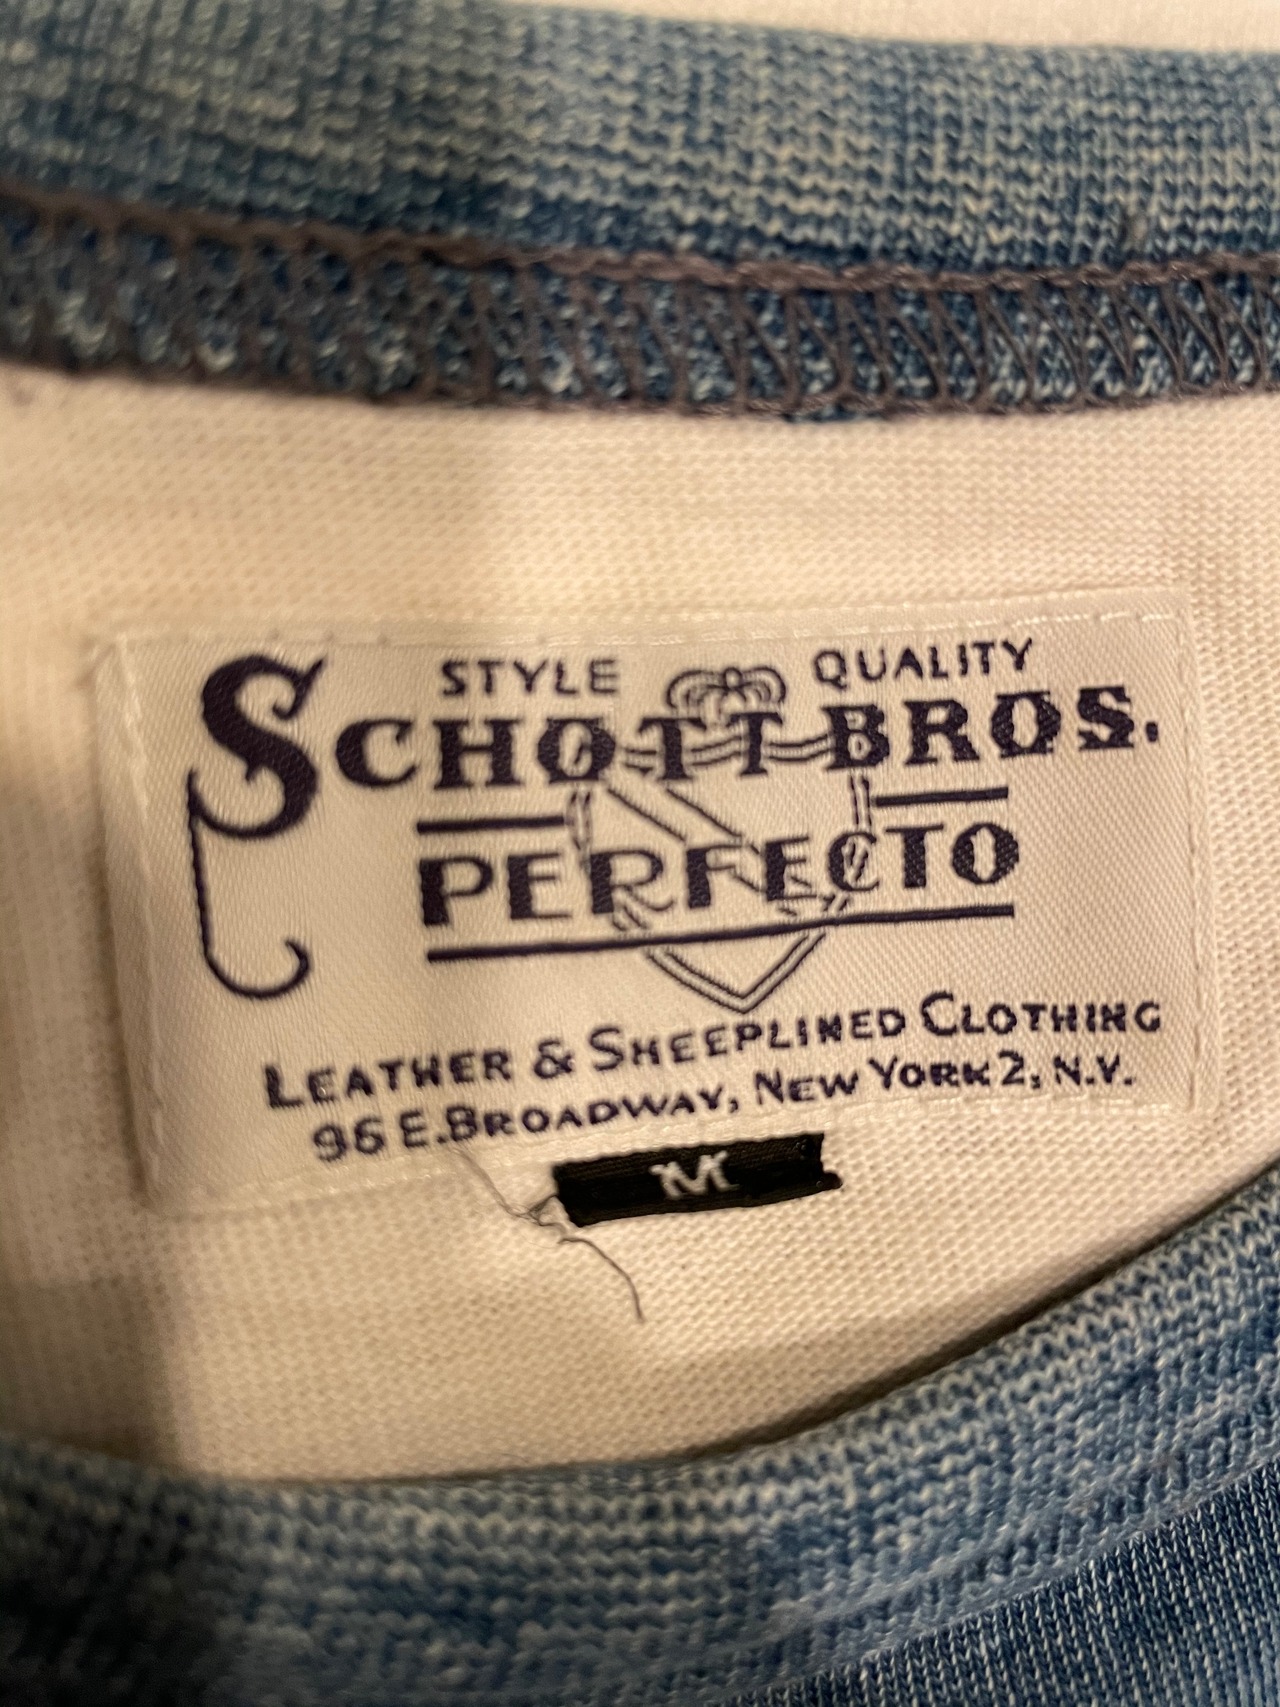 STYLE QUALITY
SCHOTT BROS.
PERFECTO
LEATHER & SHEEPLINED CLOTHING
96 E. BROADWAY, NEW YORK 2, N.Y.
M